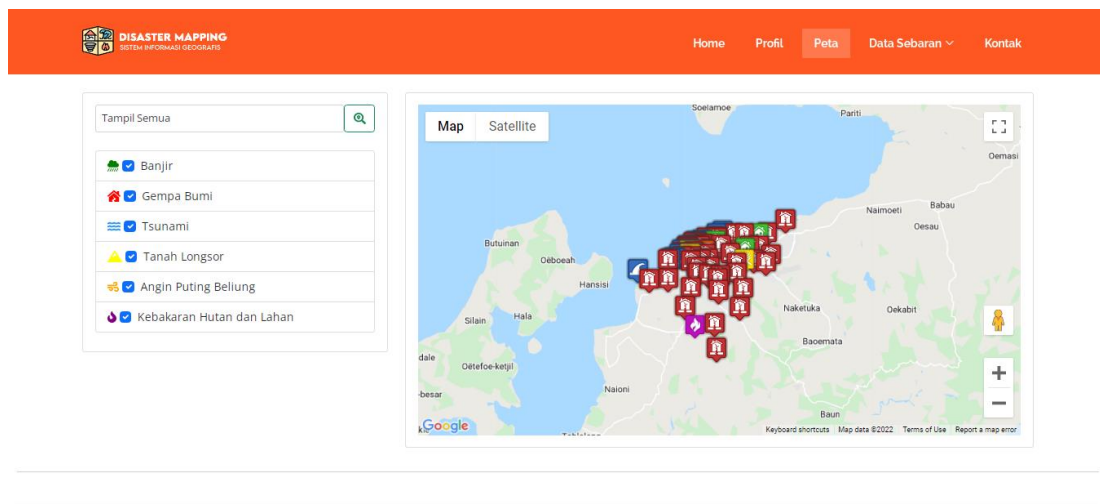 DISASTER MAPPING
SISTEM INFORMASI GEOGRAFIS
Home Profil Peta Data Sebaran Kontak
Tampil Semua
Banjir
Gempa Bumi
Tsunami
Tanah Longsor
Angin Puting Beliung
Kebakaran Hutan dan Lahan
Map Satellite
Soelamoe
Pariti
Oemasi
Babau
Naimoeti
Oesau
Butuinan
Oeboeah
Hansisi
Naketuka
Oekabit
Silain
Hala
Baoemata
dale
Oetefoe-ketjil
-besar
Naioni
Baun
Google
Keyboard shortcuts Map data ©2022 Terms of Use Report a map error